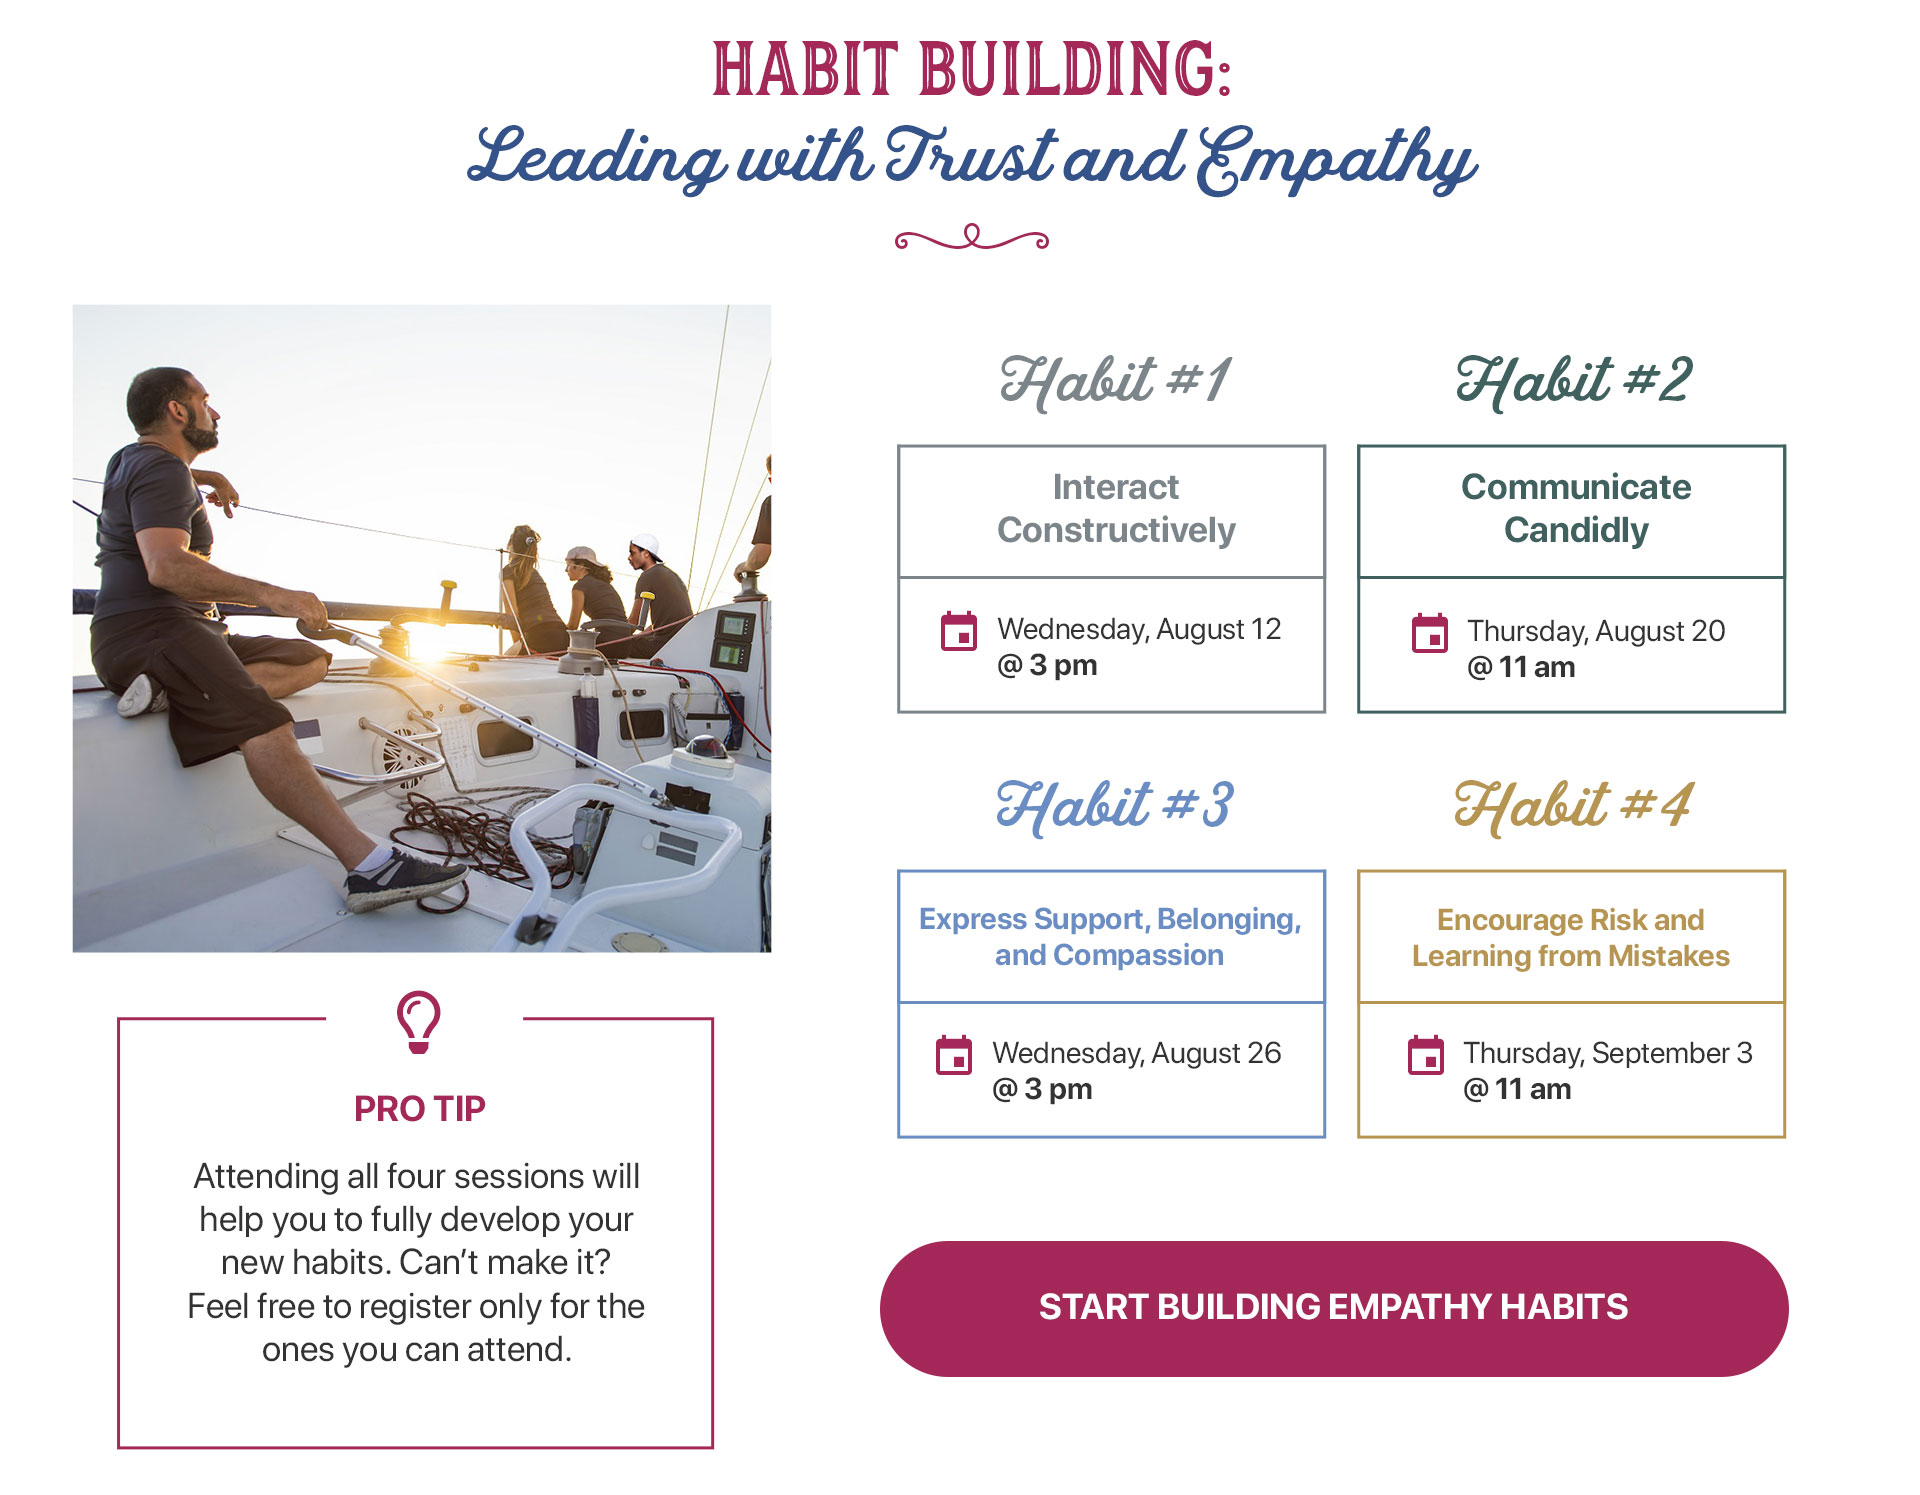 HABIT BUILDING:
Leading with Trust and Empathy
Habit #1
Interact
Constructively
Wednesday, August 12
@ 3 pm
Habit #2
Communicate
Candidly
Thursday, August 20
@ 11 am
Habit #3
Express Support, Belonging,
and Compassion
Wednesday, August 26
@ 3 pm
Habit #4
Encourage Risk and
Learning from Mistakes
Thursday, September 3
@ 11 am
PRO TIP
Attending all four sessions will
help you to fully develop your
new habits. Can’t make it?
Feel free to register only for the
ones you can attend.
START BUILDING EMPATHY HABITS